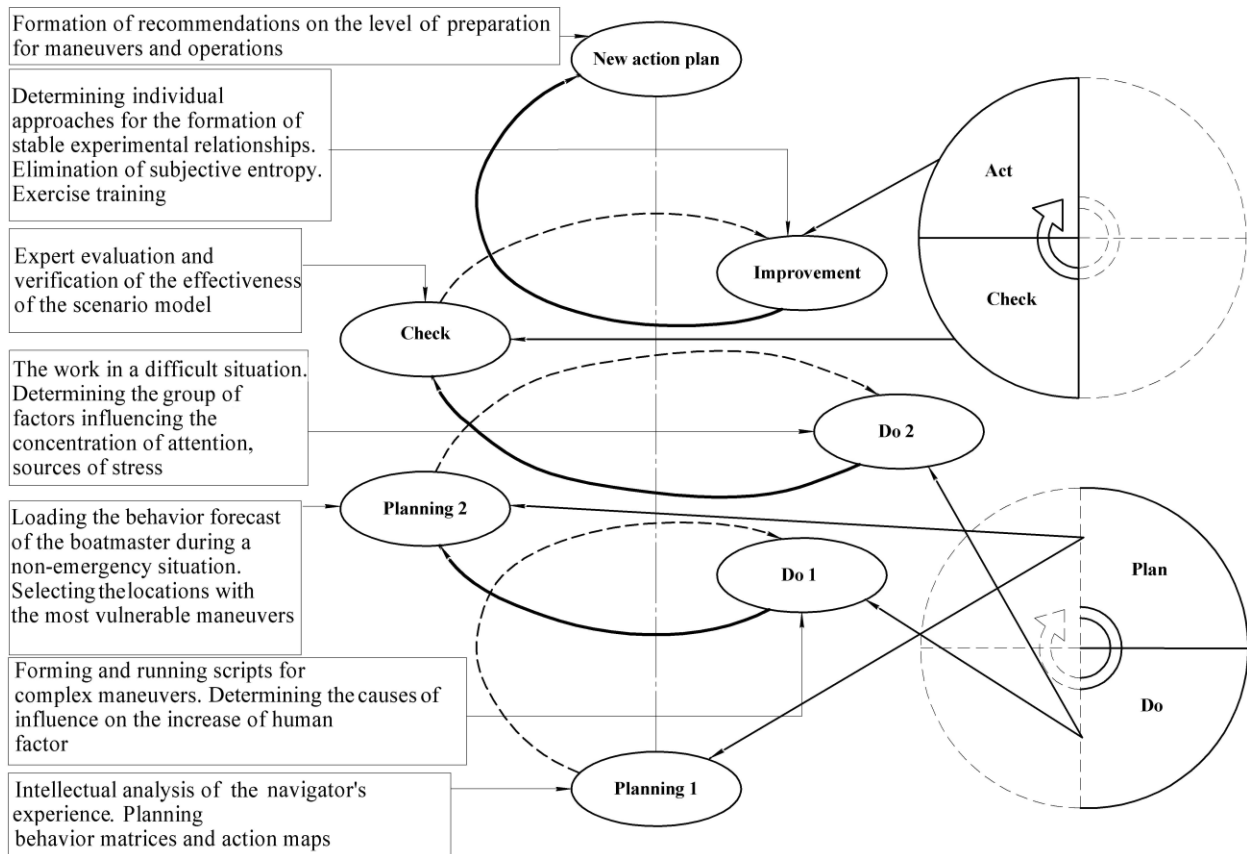 Formation of recommendations on the level of preparation
for maneuvers and operations
New action plan
Determining individual
approaches for the formation of
stable experimental relationships.
Elimination of subjective entropy.
Exercise training
Act
Improvement
Expert evaluation and
verification of the effectiveness
of the scenario model
Check
Check
The work in a difficult situation.
Determining the group of
factors influencing the
concentration of attention,
sources of stress
Do 2
Planning 2
Loading the behavior forecast
of the boatmaster during a
non-emergency situation.
Selecting the locations with
the most vulnerable maneuvers
Do 1
Plan
Do
Forming and running scripts for
complex maneuvers. Determining the causes of
influence on the increase of human
factor
Planning 1
Intellectual analysis of the navigator's
experience. Planning
behavior matrices and action maps